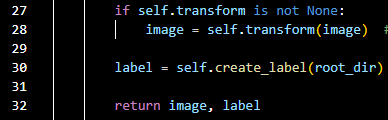 27 if self.transform is not None:
28 image = self.transform(image) #
29
30 label = self.create_label(root_dir)
31
32 return image, label